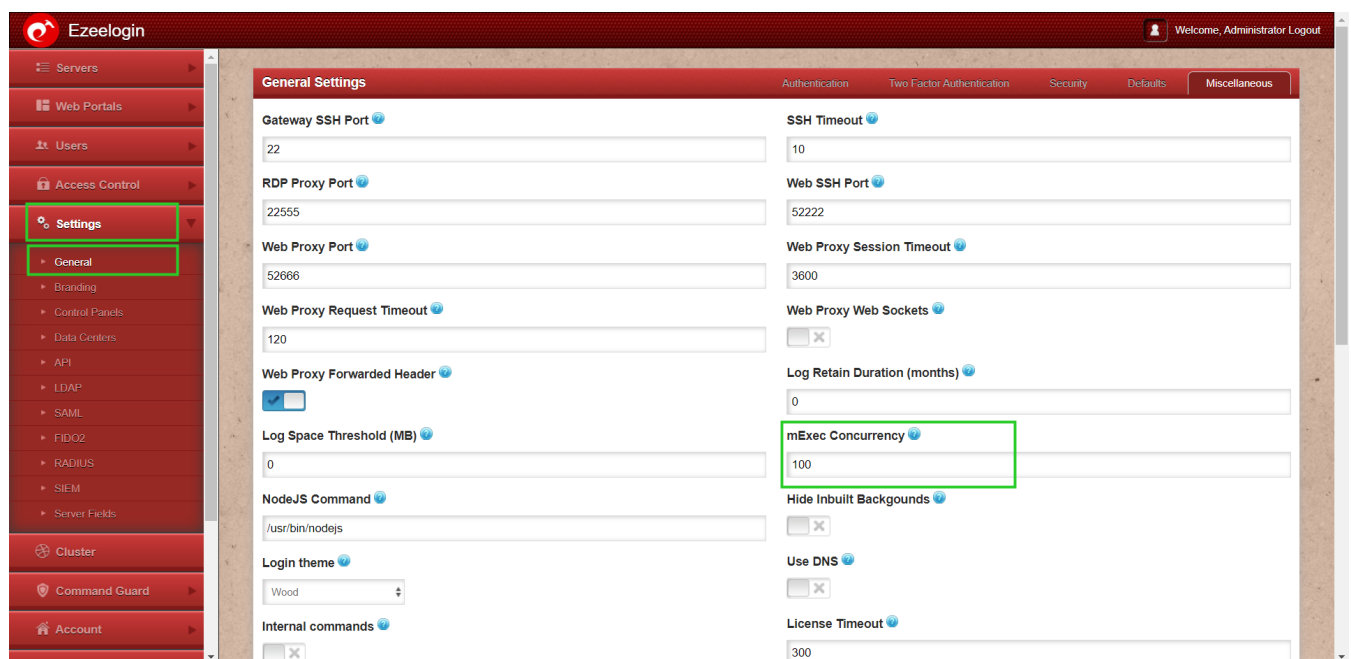 Ezeelogin
Welcome, Administrator Logout
Servers
Web Portals
Users
Access Control
Settings
General
Branding
Control Panels
Data Centers
API
LDAP
SAML
FIDO2
RADIUS
SIEM
Server Fields
Cluster
Command Guard
Account
General Settings
Authentication
Two Factor Authentication
Security
Defaults
Miscellaneous
Gateway SSH Port
22
SSH Timeout
10
RDP Proxy Port
22555
Web SSH Port
52222
Web Proxy Port
52666
Web Proxy Session Timeout
3600
Web Proxy Request Timeout
120
Web Proxy Web Sockets
Web Proxy Forwarded Header
Log Retain Duration (months)
0
Log Space Threshold (MB)
0
mExec Concurrency
100
NodeJS Command
/usr/bin/nodejs
Hide Inbuilt Backgounds
Login theme
Wood
Use DNS
Internal commands
License Timeout
300